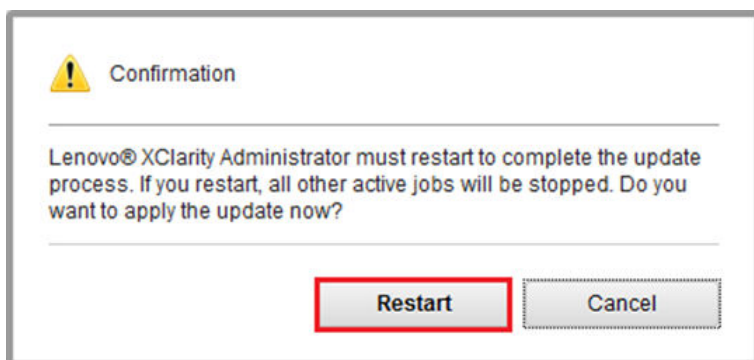 Confirmation
Lenovo® XClarity Administrator must restart to complete the update
process. If you restart, all other active jobs will be stopped. Do you
want to apply the update now?
Restart Cancel